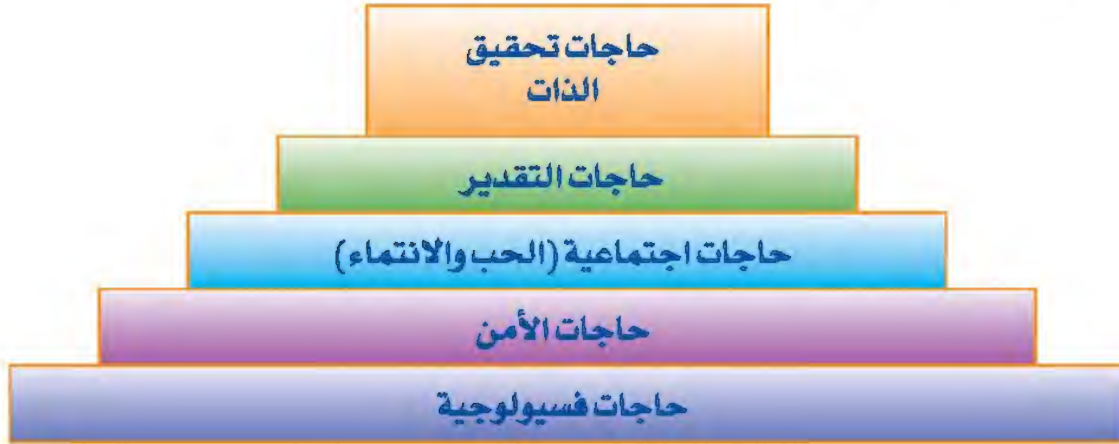 حاجات تحقيق
الذات
حاجات التقدير
حاجات اجتماعية (الحب والانتماء)
حاجات الأمن
حاجات فسيولوجية